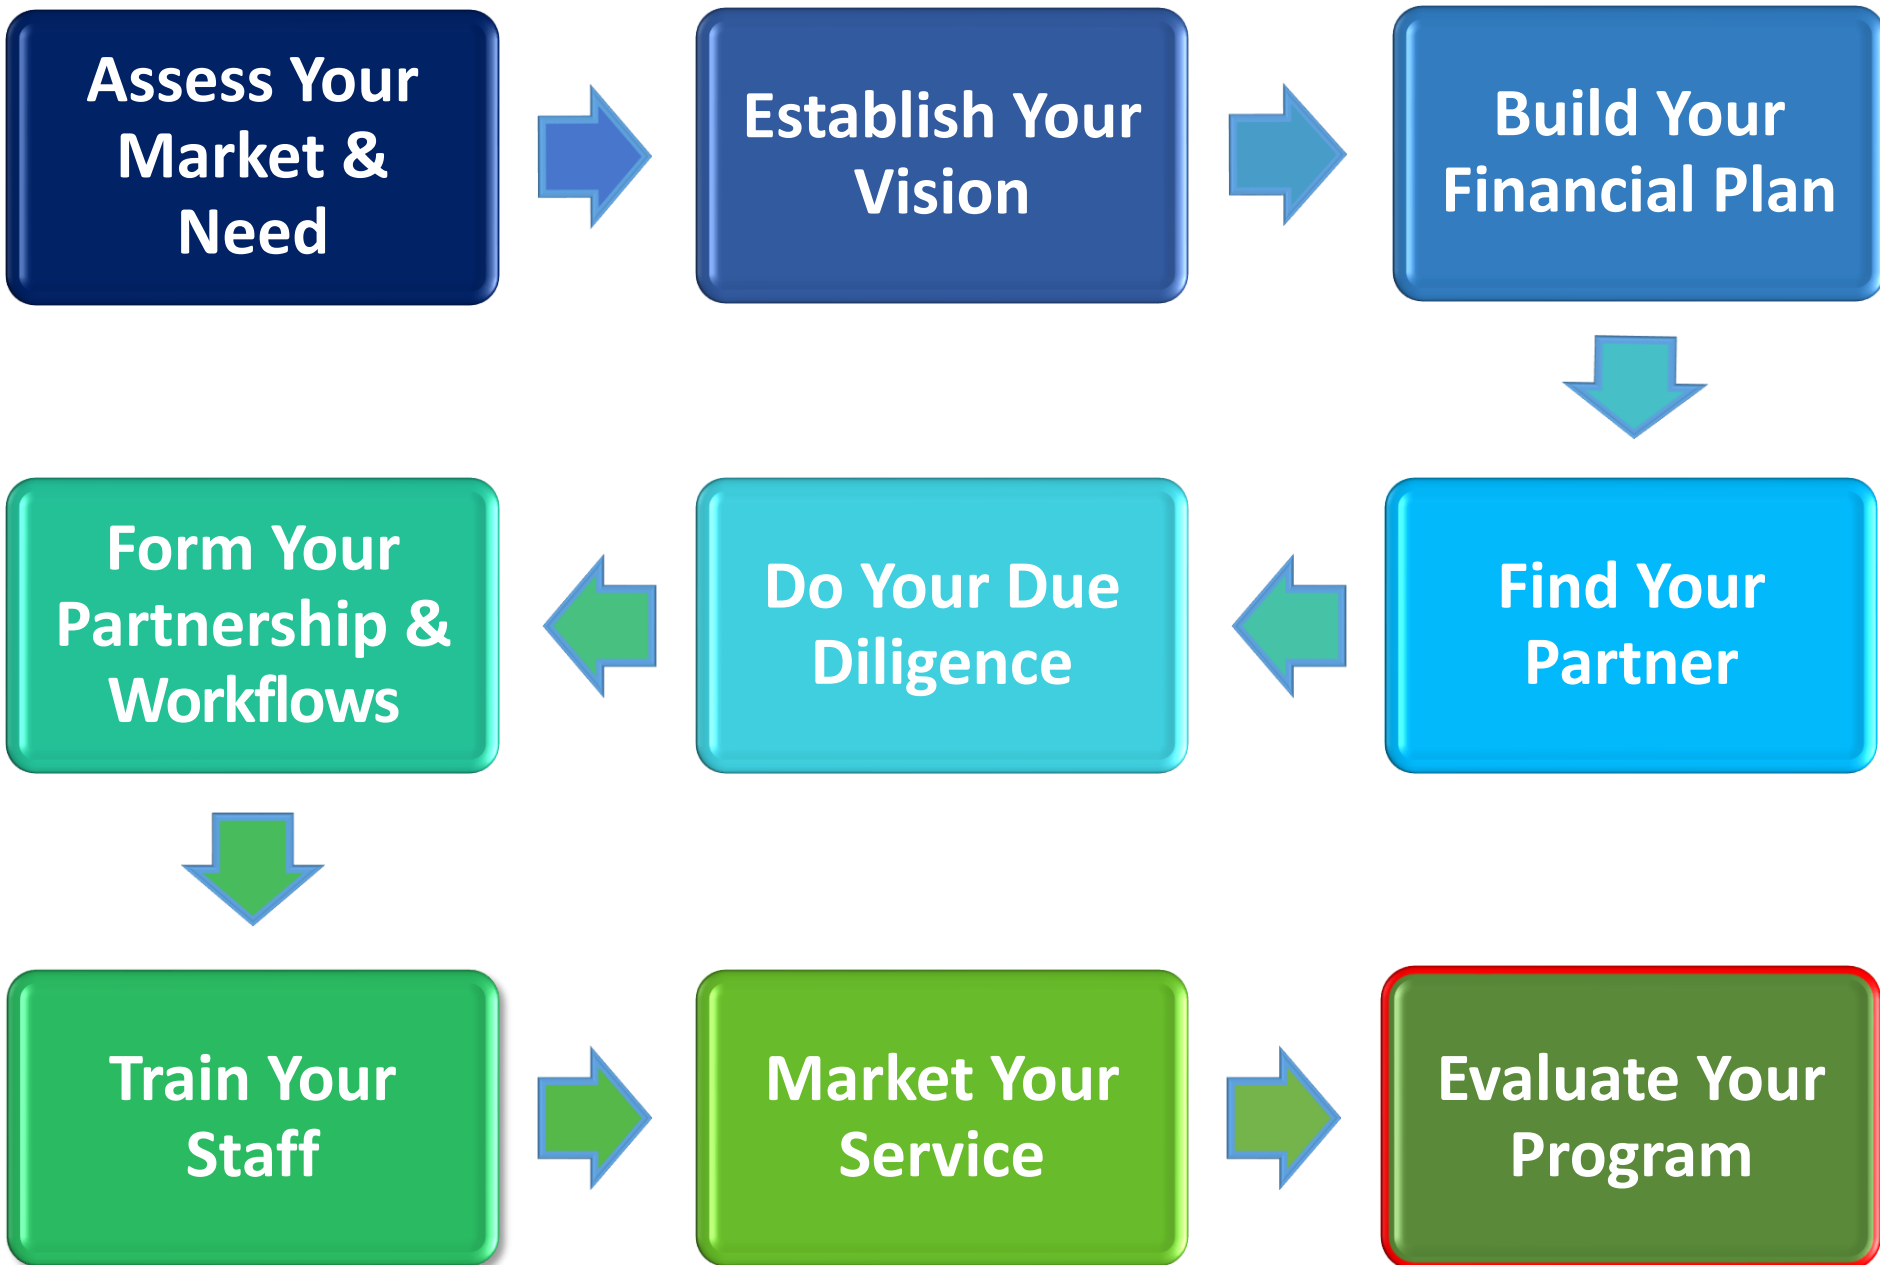 Assess Your
Market &
Need
Establish Your
Vision
Build Your
Financial Plan
Find Your
Partner
Do Your Due
Diligence
Form Your
Partnership &
Workflows
Train Your
Staff
Market Your
Service
Evaluate Your
Program